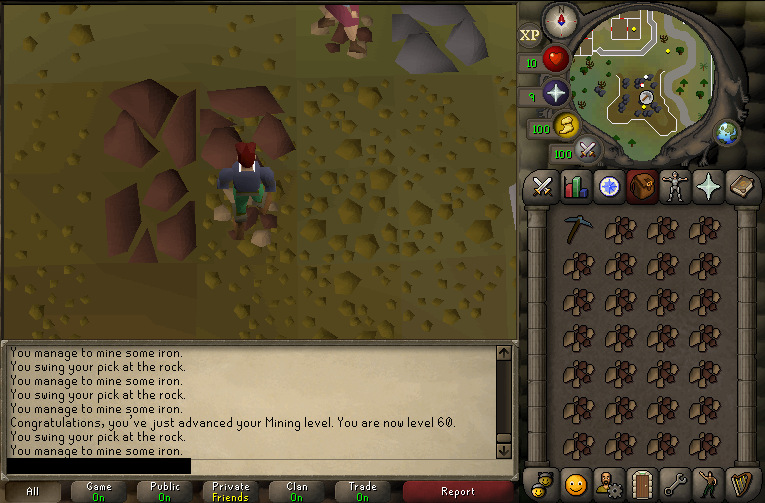 N
XP
10
9
100
100
You manage to mine some iron.
You swing your pick at the rock.
You manage to mine some iron.
You swing your pick at the rock.
You manage to mine some iron.
Congratulations, you've just advanced your Mining level. You are now level 60.
You swing your pick at the rock.
You manage to mine some iron.
All
Game
On
Public
On
Private
Friends
Clan
On
Trade
On
Report